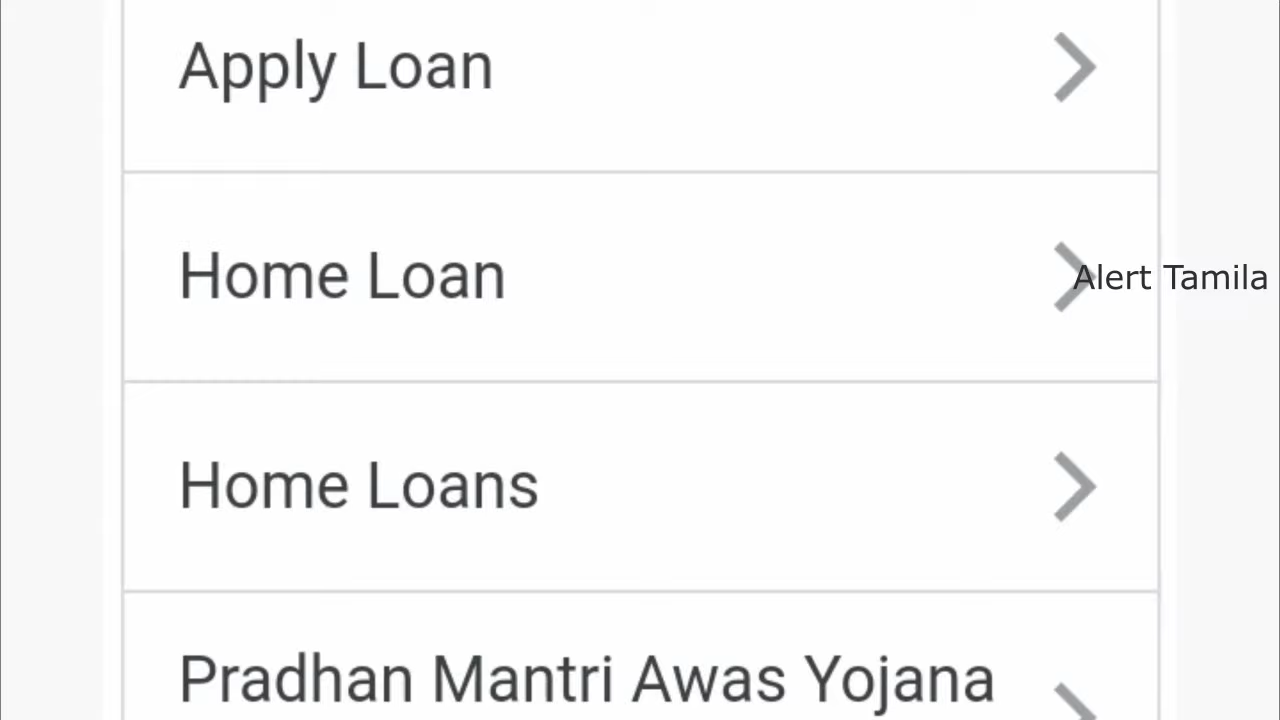 Apply Loan
Home Loan
Alert Tamila
Home Loans
Pradhan Mantri Awas Yojana